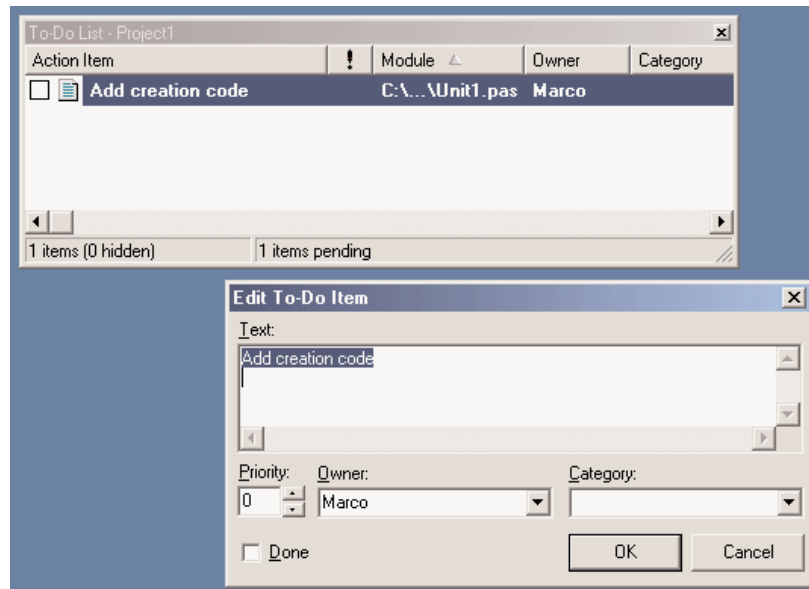 To-Do List - Project1
Action Item ! Module Owner Category
Add creation code C:\...\Unit1.pas Marco
1 items (0 hidden) 1 items pending
Edit To-Do Item
Text:
Add creation code
Priority: Owner: Category:
0 Marco
Done OK Cancel